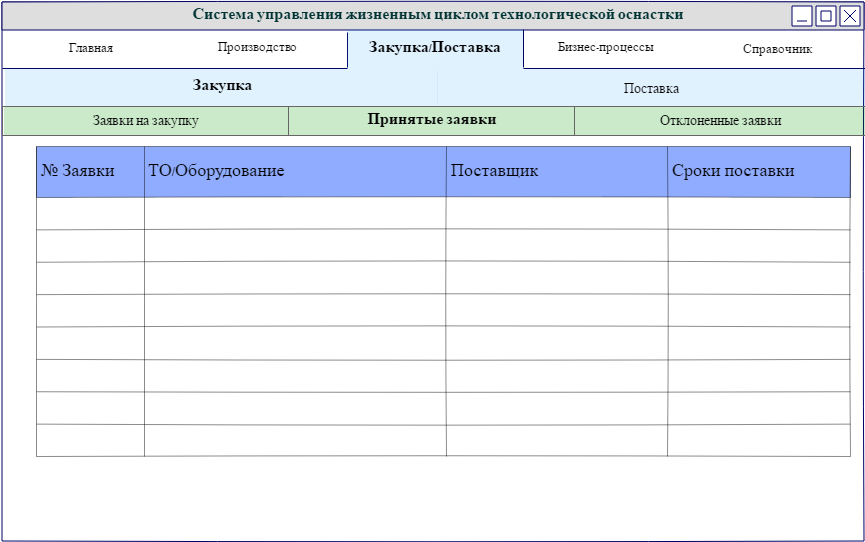 Система управления жизненным циклом технологической оснастки
Главная Производство Закупка/Поставка Бизнес-процессы Справочник
Закупка Поставка
Заявки на закупку Принятые заявки Отклоненные заявки
№ Заявки ТО/Оборудование Поставщик Сроки поставки